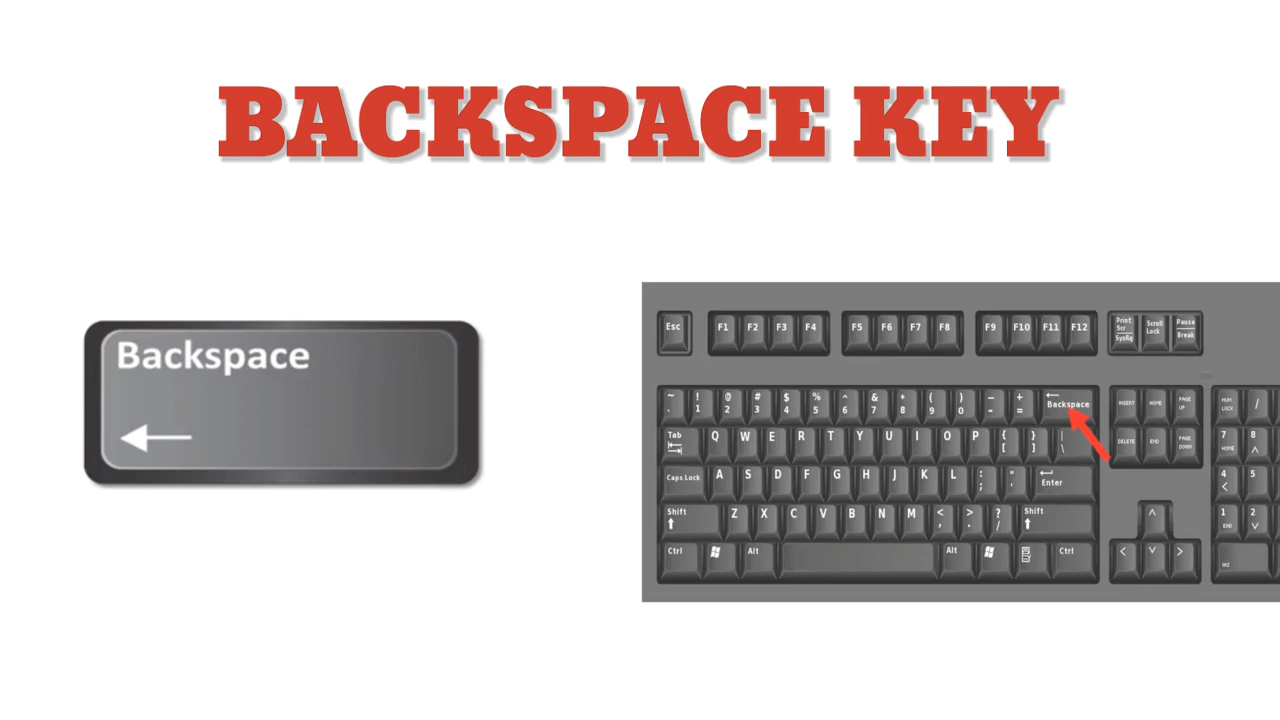 BACKSPACE KEY
Backspace
Esc F1 F2 F3 F4 F5 F6 F7 F8 F9 F10 F11 F12 Print Scr SysRq Scroll Lock Pause Break
~ ` ! 1 @ 2 # 3 $ 4 % 5 ^ 6 & 7 * 8 ( 9 ) 0 _ - + = Backspace INSERT HOME PAGE UP NUM LOCK /
Tab Q W E R T Y U I O P { [ } ] | \ DELETE END PAGE DOWN 7 HOME 8
Caps Lock A S D F G H J K L : ; " ' Enter 4 5
Shift Z X C V B N M < , > . ? / Shift 1 END 2
Ctrl Alt Alt Ctrl INS